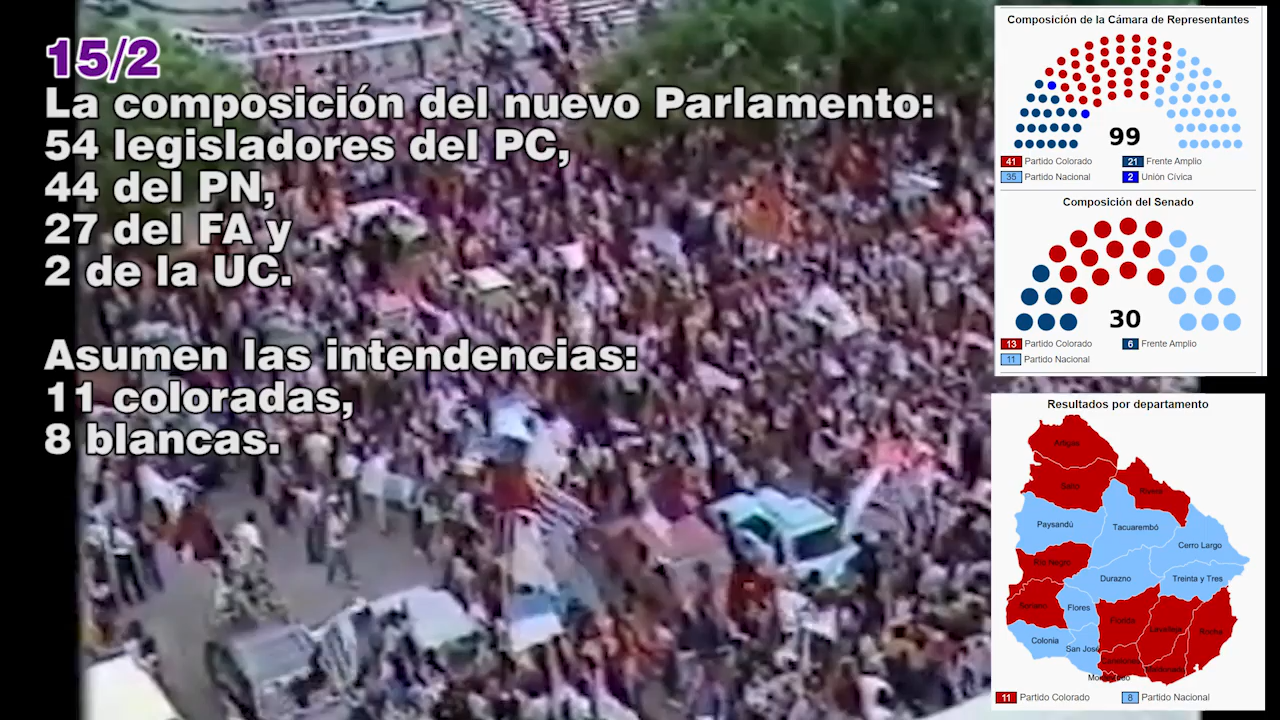 15/2
La composición del nuevo Parlamento:
54 legisladores del PC,
44 del PN,
27 del FA y
2 de la UC.
Asumen las intendencias:
11 coloradas,
8 blancas.
Composición de la Cámara de Representantes
99
41 Partido Colorado 21 Frente Amplio
35 Partido Nacional 2 Unión Cívica
Composición del Senado
30
13 Partido Colorado 6 Frente Amplio
11 Partido Nacional
Resultados por departamento
Artigas
Salto
Rivera
Paysandú
Tacuarembó
Cerro Largo
Río Negro
Durazno
Treinta y Tres
Soriano
Flores
Florida
Lavalleja
Rocha
Colonia
San José
Canelones
Maldonado
Montevideo
11 Partido Colorado 8 Partido Nacional